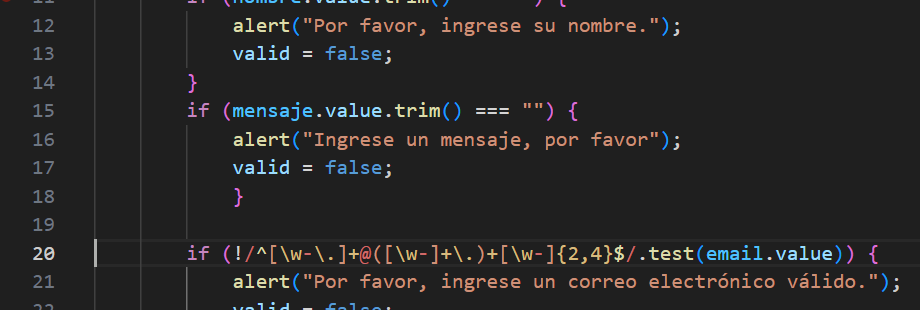 if (nombre.value.trim() {
12 alert("Por favor, ingrese su nombre.");
13 valid = false;
14 }
15 if (mensaje.value.trim() === "") {
16 alert("Ingrese un mensaje, por favor");
17 valid = false;
18 }
19
20 if (!/^[\w-\.]+@([\w-]+\.)+[\w-]{2,4}$/.test(email.value)) {
21 alert("Por favor, ingrese un correo electrónico válido.");
valid = false;